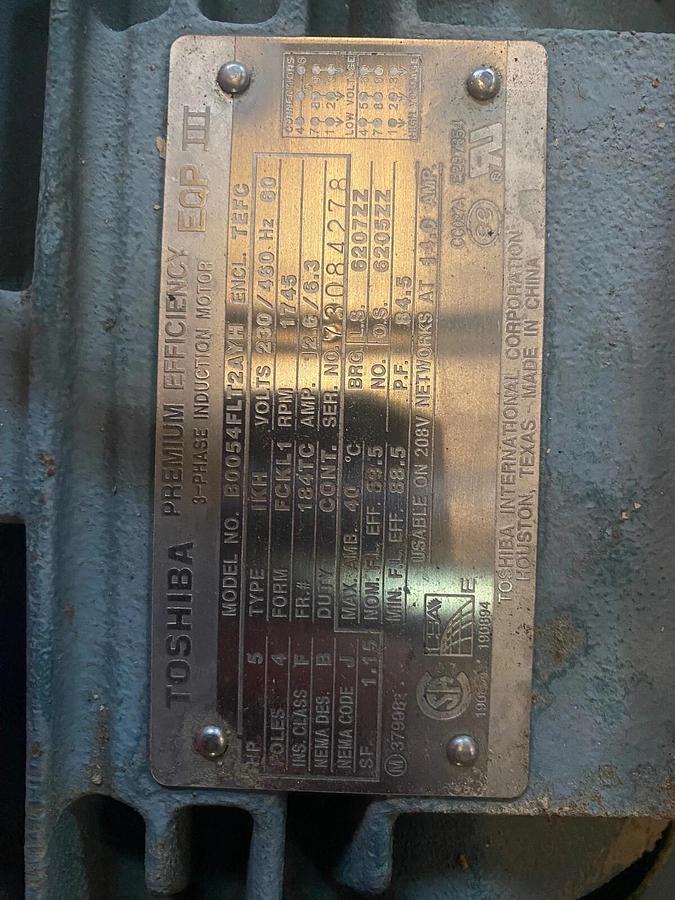 TOSHIBA PREMIUM EFFICIENCY EQP III
3-PHASE INDUCTION MOTOR
MODEL NO. B0054FLT2AYH ENCL. TEFC
HP 5 TYPE IKH VOLTS 230/460 Hz 60
POLES 4 FORM FCKL1 RPM 1745
INS. CLASS F FR.# 184TC AMP. 12.6/6.3
NEMA DES. B DUTY CONT. SER. NO. 73084278
NEMA CODE J MAX. AMB. 40 °C BRG. L.S. 6207ZZ
S.F. 1.15 NOM. F.L. EFF. 89.5 NO. O.S. 6205ZZ
MIN. F.L. EFF. 88.5 P.F. 84.5
USABLE ON 208V NETWORKS AT AMP.
CONNECTIONS
LOW VOLTAGE
HIGH VOLTAGE
E
190894
CC
TOSHIBA INTERNATIONAL CORPORATION
HOUSTON, TEXAS - MADE IN CHINA